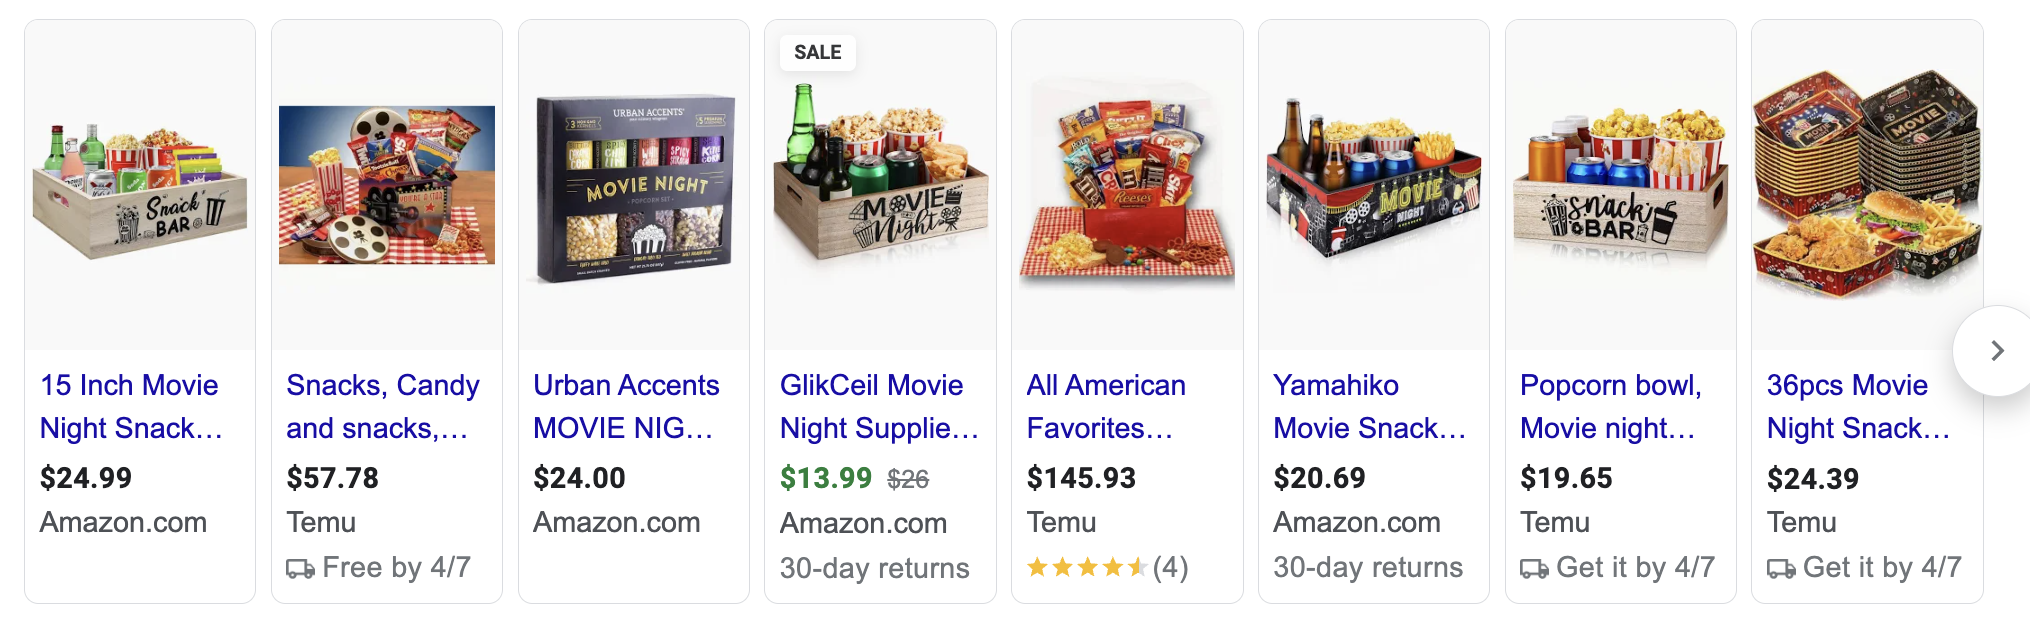 SALE
Snack
BAR
URBAN ACCENTS
MOVIE NIGHT
POPCORN SET
MOVIE
Night
Reese's
MOVIE
NIGHT
Snack
BAR
MOVIE
15 Inch Movie
Night Snack...
$24.99
Amazon.com
Snacks, Candy
and snacks,...
$57.78
Temu
Free by 4/7
Urban Accents
MOVIE NIG...
$24.00
Amazon.com
GlikCeil Movie
Night Supplie...
$13.99 $26
Amazon.com
30-day returns
All American
Favorites...
$145.93
Temu
(4)
Yamahiko
Movie Snack...
$20.69
Amazon.com
30-day returns
Popcorn bowl,
Movie night...
$19.65
Temu
Get it by 4/7
36pcs Movie
Night Snack...
$24.39
Temu
Get it by 4/7